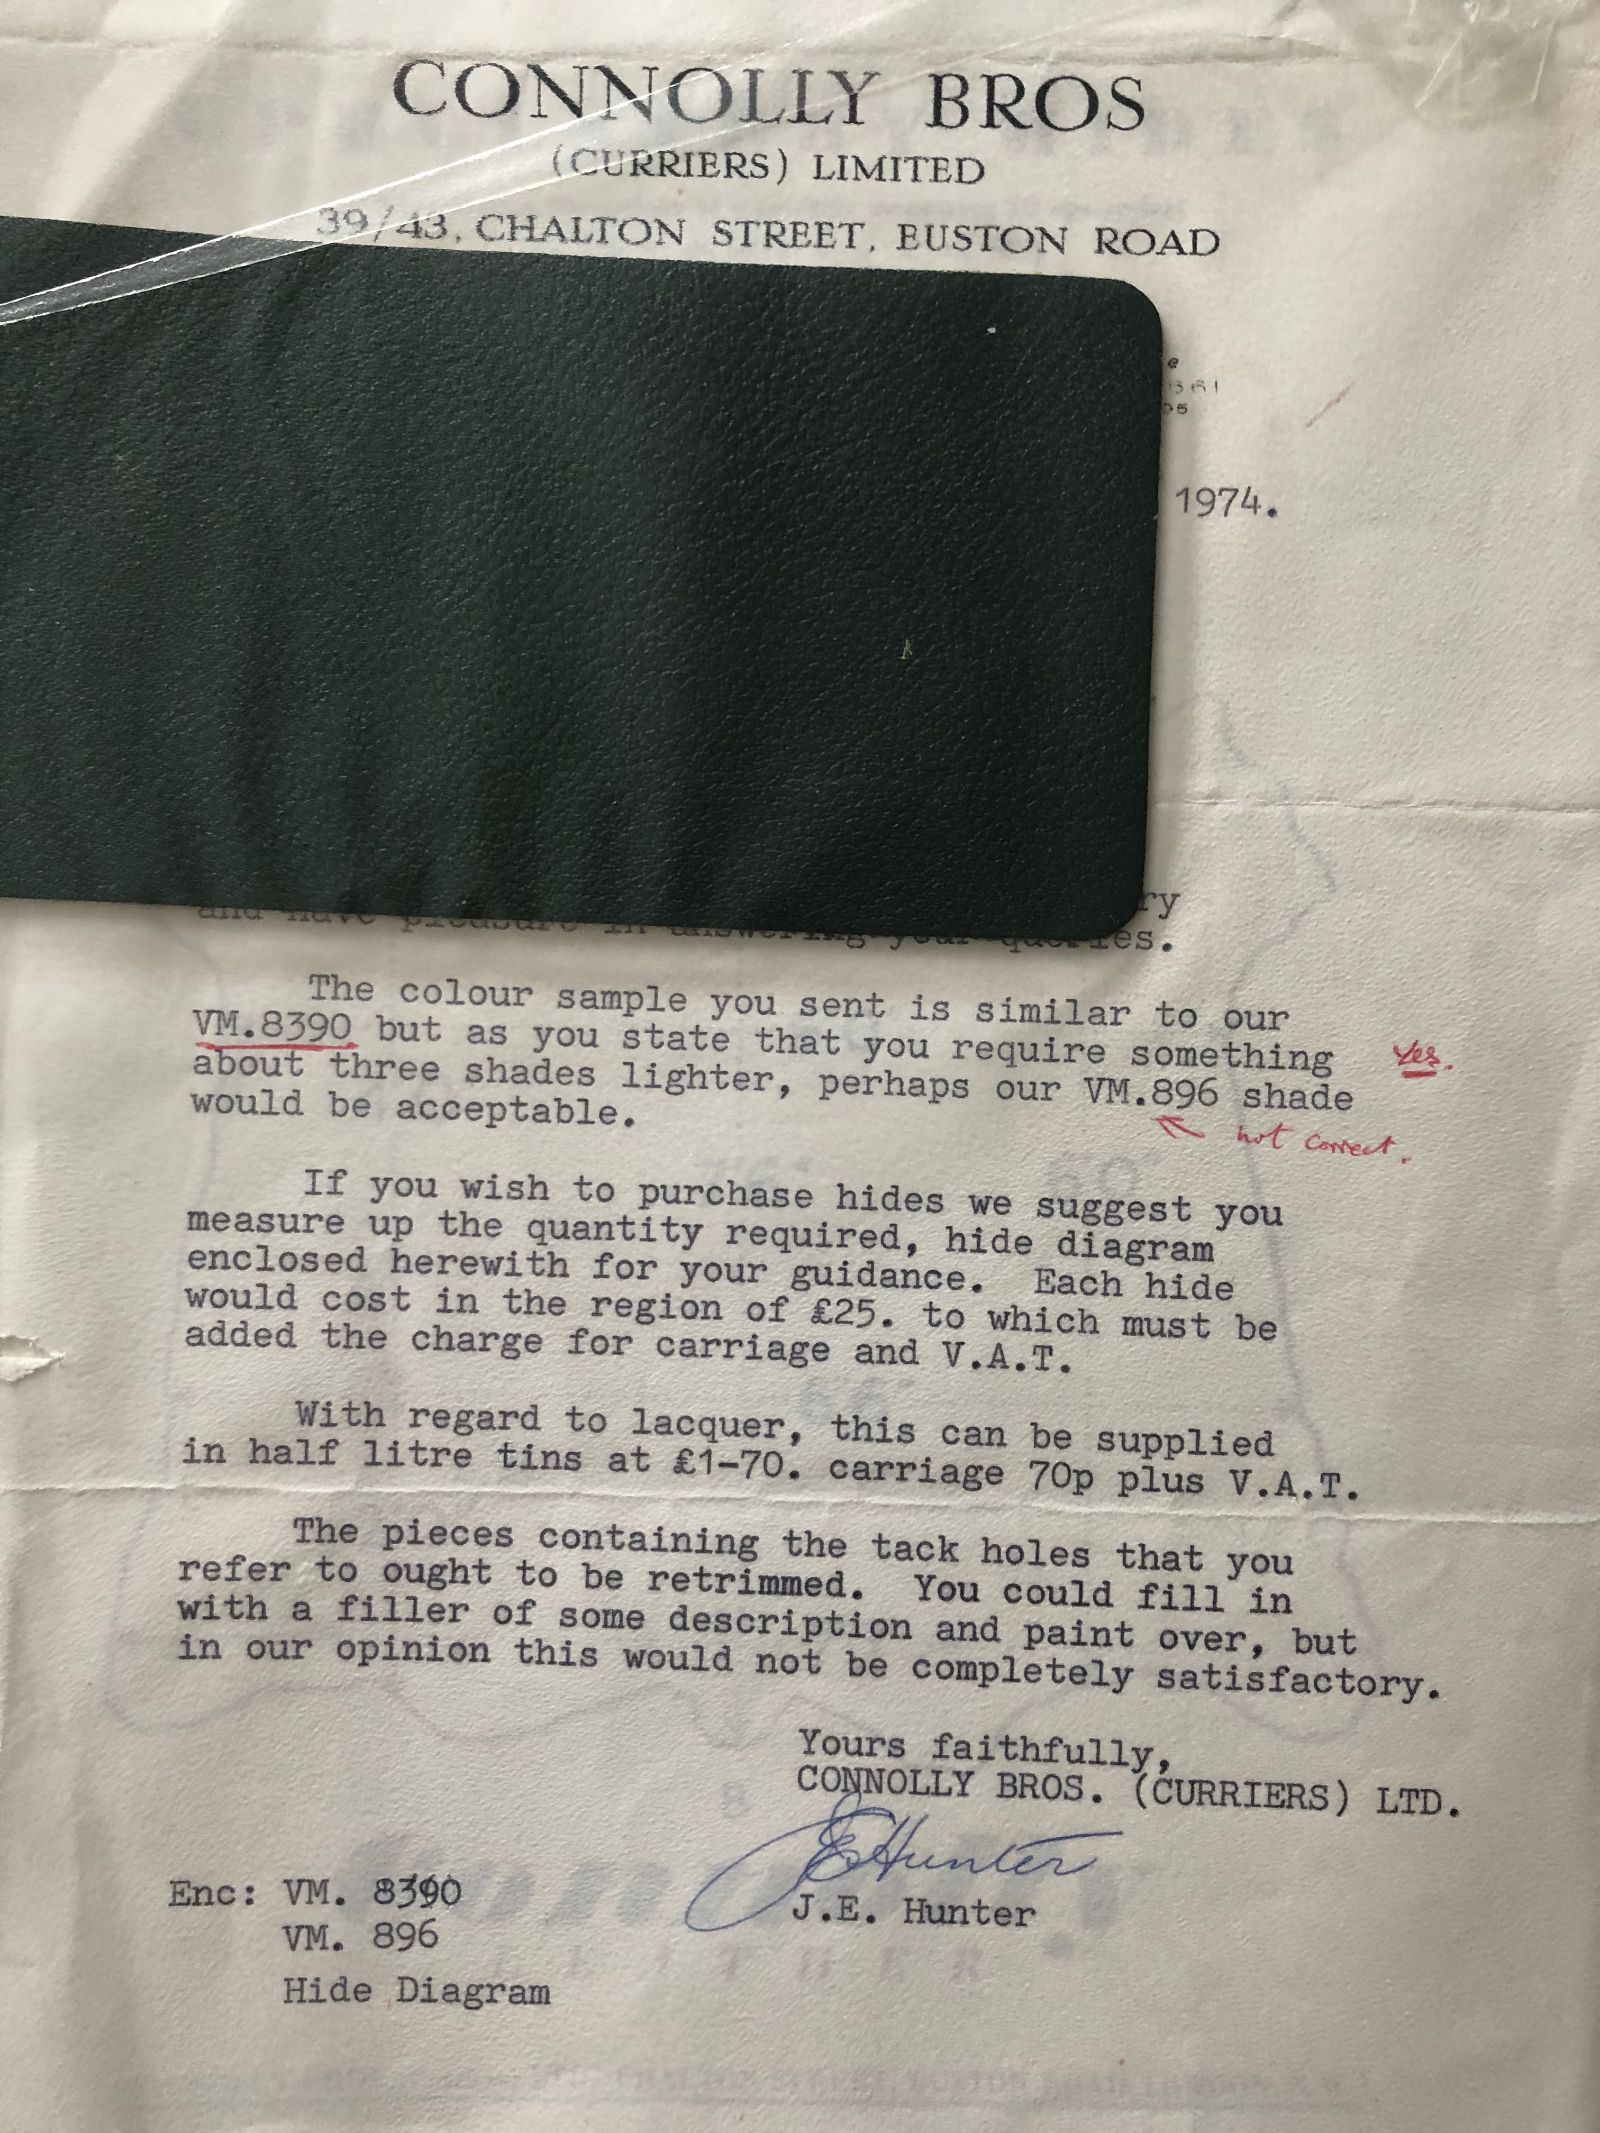 CONNOLLY BROS
(CURRIERS) LIMITED
39/43, CHALTON STREET, EUSTON ROAD
1974.
and have pleasure in answering your queries.
The colour sample you sent is similar to our
VM.8390 but as you state that you require something
Yes.
about three shades lighter, perhaps our VM.896 shade
would be acceptable.
not correct.
If you wish to purchase hides we suggest you
measure up the quantity required, hide diagram
enclosed herewith for your guidance. Each hide
would cost in the region of £25. to which must be
added the charge for carriage and V.A.T.
With regard to lacquer, this can be supplied
in half litre tins at £1-70. carriage 70p plus V.A.T.
The pieces containing the tack holes that you
refer to ought to be retrimmed. You could fill in
with a filler of some description and paint over, but
in our opinion this would not be completely satisfactory.
Yours faithfully,
CONNOLLY BROS. (CURRIERS) LTD.
JEHunter
J.E. Hunter
Enc: VM. 8390
VM. 896
Hide Diagram